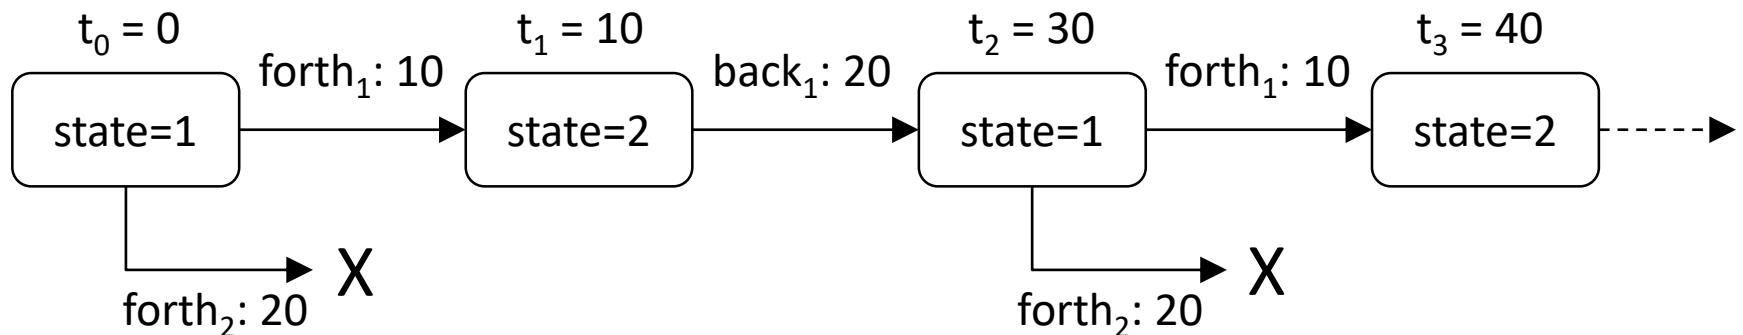 t₀ = 0
t₁ = 10
t₂ = 30
t₃ = 40
forth₁: 10
back₁: 20
forth₁: 10
state=1
state=2
state=1
state=2
X
X
forth₂: 20
forth₂: 20